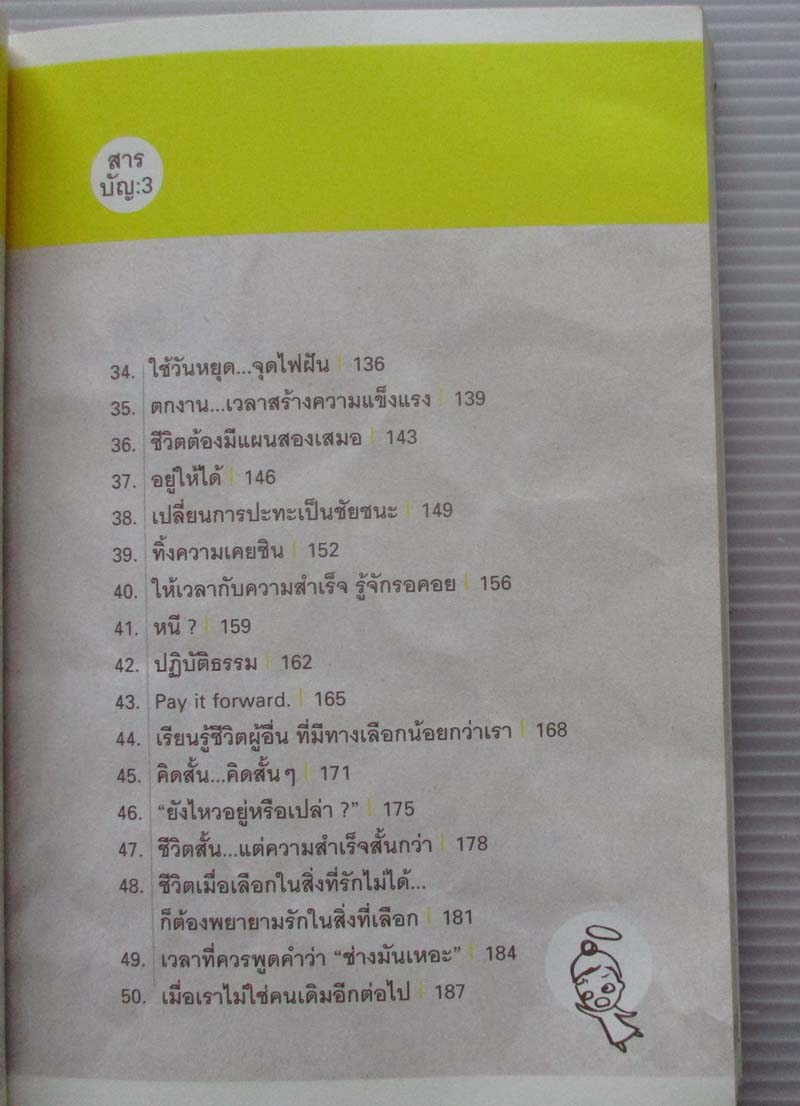 สาร
บัญ:3
34. ใช้วันหยุด...จุดไฟฝัน | 136
35. ตกงาน...เวลาสร้างความแข็งแรง | 139
36. ชีวิตต้องมีแผนสองเสมอ | 143
37. อยู่ให้ได้ | 146
38. เปลี่ยนการปะทะเป็นชัยชนะ | 149
39. ทิ้งความเคยชิน | 152
40. ให้เวลากับความสำเร็จ รู้จักรอคอย | 156
41. หนี ? | 159
42. ปฏิบัติธรรม | 162
43. Pay it forward. | 165
44. เรียนรู้ชีวิตผู้อื่น ที่มีทางเลือกน้อยกว่าเรา | 168
45. คิดสั้น...คิดสั้นๆ | 171
46. “ยังไหวอยู่หรือเปล่า ?” | 175
47. ชีวิตสั้น...แต่ความสำเร็จสั้นกว่า | 178
48. ชีวิตเมื่อเลือกในสิ่งที่รักไม่ได้...
ก็ต้องพยายามรักในสิ่งที่เลือก | 181
49. เวลาที่ควรพูดคำว่า “ช่างมันเหอะ” | 184
50. เมื่อเราไม่ใช่คนเดิมอีกต่อไป | 187